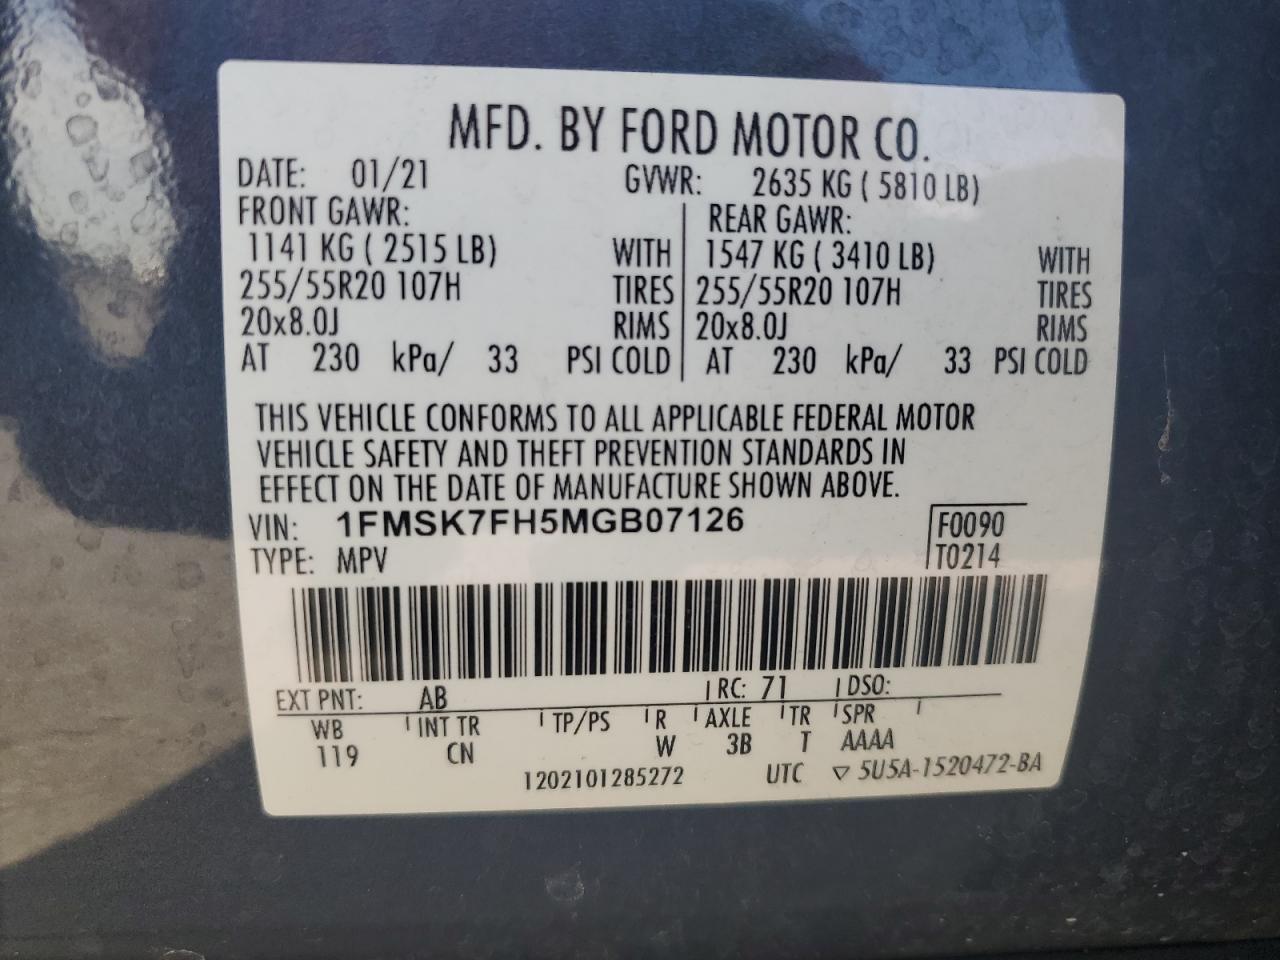 MFD. BY FORD MOTOR CO.
DATE: 01/21 GVWR: 2635 KG ( 5810 LB)
FRONT GAWR: REAR GAWR:
1141 KG ( 2515 LB) WITH 1547 KG ( 3410 LB) WITH
255/55R20 107H TIRES 255/55R20 107H TIRES
20x8.0J RIMS 20x8.0J RIMS
AT 230 kPa/ 33 PSI COLD AT 230 kPa/ 33 PSI COLD
THIS VEHICLE CONFORMS TO ALL APPLICABLE FEDERAL MOTOR
VEHICLE SAFETY AND THEFT PREVENTION STANDARDS IN
EFFECT ON THE DATE OF MANUFACTURE SHOWN ABOVE.
VIN: 1FMSK7FH5MGB07126 F0090
TYPE: MPV T0214
EXT PNT: AB RC: 71 DSO:
WB INT TR TP/PS R AXLE TR SPR
119 CN W 3B T AAAA
1202101285272 UTC ▽ 5U5A-1520472-BA